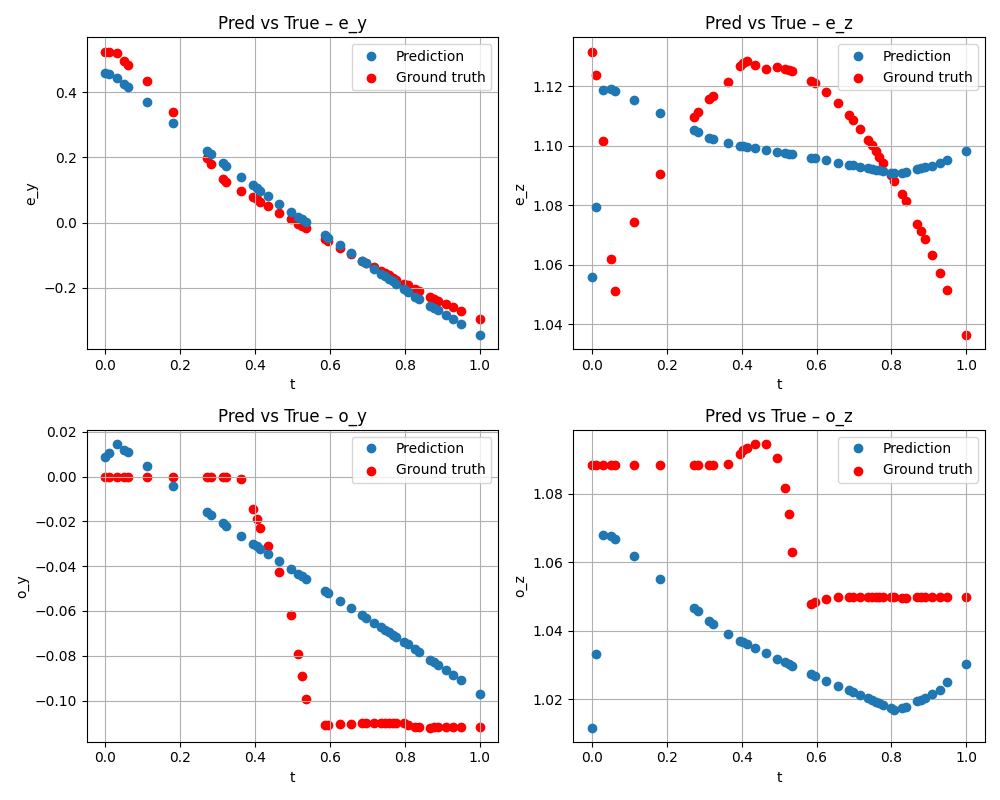 Pred vs True – e_y
Prediction
Ground truth
e_y
0.4
0.2
0.0
−0.2
0.0 0.2 0.4 0.6 0.8 1.0
t
Pred vs True – e_z
Prediction
Ground truth
e_z
1.12
1.10
1.08
1.06
1.04
0.0 0.2 0.4 0.6 0.8 1.0
t
Pred vs True – o_y
Prediction
Ground truth
o_y
0.02
0.00
−0.02
−0.04
−0.06
−0.08
−0.10
0.0 0.2 0.4 0.6 0.8 1.0
t
Pred vs True – o_z
Prediction
Ground truth
o_z
1.08
1.06
1.04
1.02
0.0 0.2 0.4 0.6 0.8 1.0
t